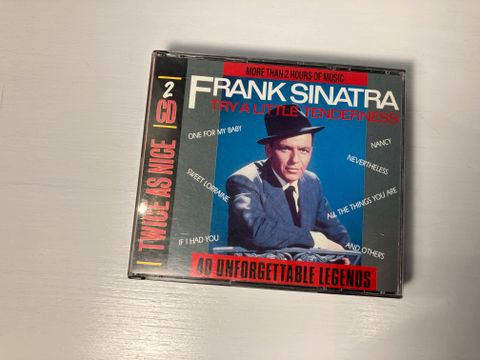 2
CD
TWICE AS NICE
MORE THAN 2 HOURS OF MUSIC
FRANK SINATRA
TRY A LITTLE TENDERNESS
ONE FOR MY BABY
NANCY
NEVERTHELESS
SWEET LORRAINE
ALL THE THINGS YOU ARE
IF I HAD YOU
AND OTHERS
40 UNFORGETTABLE LEGENDS